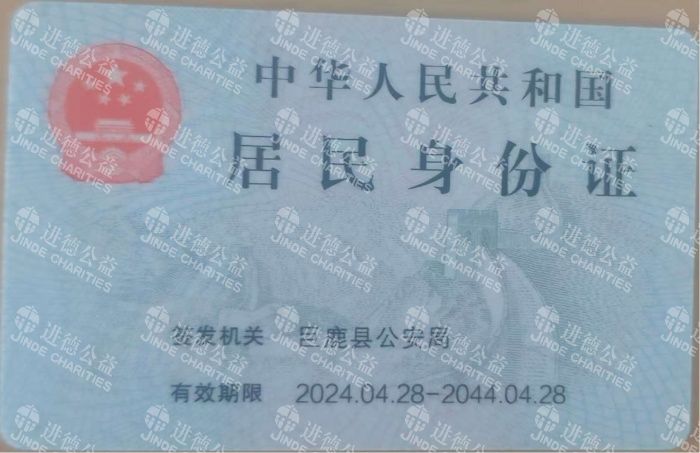 中华人民共和国
居民身份证
签发机关 巨鹿县公安局
有效期限 2024.04.28-2044.04.28
进德公益
JINDE CHARITIES